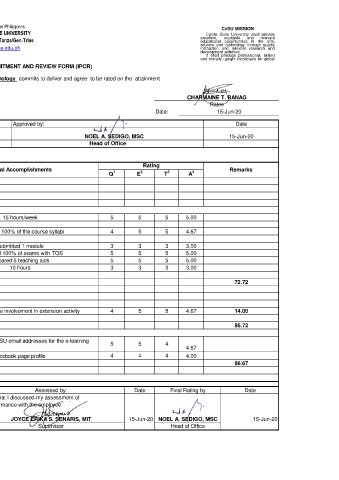 he Philippines
E UNIVERSITY
Tanza/Gen.Trias
u.edu.ph
CvSU MISSION
Cavite State University shall provide
excellent, equitable and relevant
educational opportunities in the arts,
science and technology through quality
instruction and relevant research and
development activities.
It shall produce professional, skilled
and morally upright individuals for global
MITMENT AND REVIEW FORM (IPCR)
nology commits to deliver and agree to be rated on the attainment
CHARMAINE T. BANAG
Ratee
Date: 15-Jun-20
Approved by: Date
NOEL A. SEDIGO, MSC 15-Jun-20
Head of Office
al Accomplishments Rating Remarks
Q1 E2 T3 A4
15 hours/week 5 5 5 5.00
100% of the course syllabi 4 5 5 4.67
ubmitted 1 module 3 3 3 3.00
100% of exams with TOS 5 5 5 5.00
pared 5 teaching aids 5 5 5 5.00
10 hours 3 3 3 3.00
72.72
e involvement in extension activity 4 5 5 4.67 14.00
86.72
SU email addresses for the e-learning 5 5 4 4.67
cebook page profile 4 4 4 4.00
86.67
Assessed by: Date Final Rating by Date
hat I discussed my assessment of
rmance with the employee
JOYCE ERIKA S. SENARIS, MIT 15-Jun-20 NOEL A. SEDIGO, MSC 15-Jun-20
Supervisor Head of Office